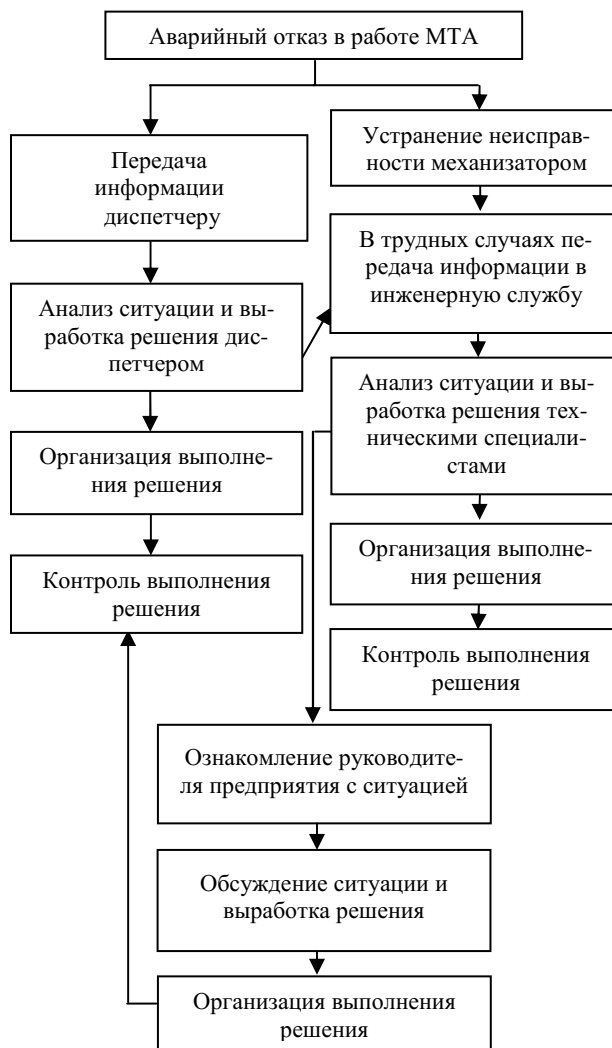 Аварийный отказ в работе МТА
Передача
информации
диспетчеру
Устранение неисправ-
ности механизатором
В трудных случаях пе-
редача информации в
инженерную службу
Анализ ситуации и вы-
работка решения дис-
петчером
Анализ ситуации и вы-
работка решения тех-
ническими специали-
стами
Организация выполне-
ния решения
Организация выполне-
ния решения
Контроль выполнения
решения
Контроль выполнения
решения
Ознакомление руководите-
ля предприятия с ситуацией
Обсуждение ситуации и
выработка решения
Организация выполнения
решения